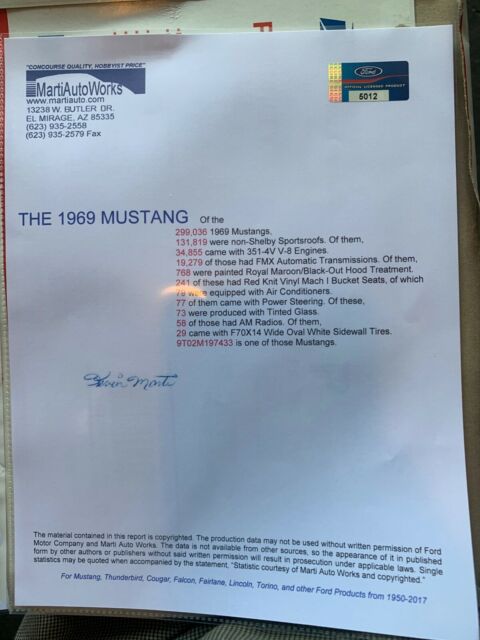 "CONCOURSE QUALITY, HOBBYIST PRICE"
MartiAutoWorks
www.martiauto.com
13238 W. BUTLER DR.
EL MIRAGE, AZ 85335
(623) 935-2558
(623) 935-2579 Fax
Ford
OFFICIAL LICENSED PRODUCT
5012
THE 1969 MUSTANG Of the
299,036 1969 Mustangs,
131,819 were non-Shelby Sportsroofs. Of them,
34,855 came with 351-4V V-8 Engines.
19,279 of those had FMX Automatic Transmissions. Of them,
768 were painted Royal Maroon/Black-Out Hood Treatment.
241 of these had Red Knit Vinyl Mach I Bucket Seats, of which
79 were equipped with Air Conditioners.
77 of them came with Power Steering. Of these,
73 were produced with Tinted Glass.
58 of those had AM Radios. Of them,
29 came with F70X14 Wide Oval White Sidewall Tires.
9T02M197433 is one of those Mustangs.
Kevin Marti
The material contained in this report is copyrighted. The production data may not be used without written permission of Ford
Motor Company and Marti Auto Works. The data is not available from other sources, so the appearance of it in published
form by other authors or publishers without said written permission will result in prosecution under applicable laws. Single
statistics may be quoted when accompanied by the statement, "Statistic courtesy of Marti Auto Works and copyrighted."
For Mustang, Thunderbird, Cougar, Falcon, Fairlane, Lincoln, Torino, and other Ford Products from 1950-2017